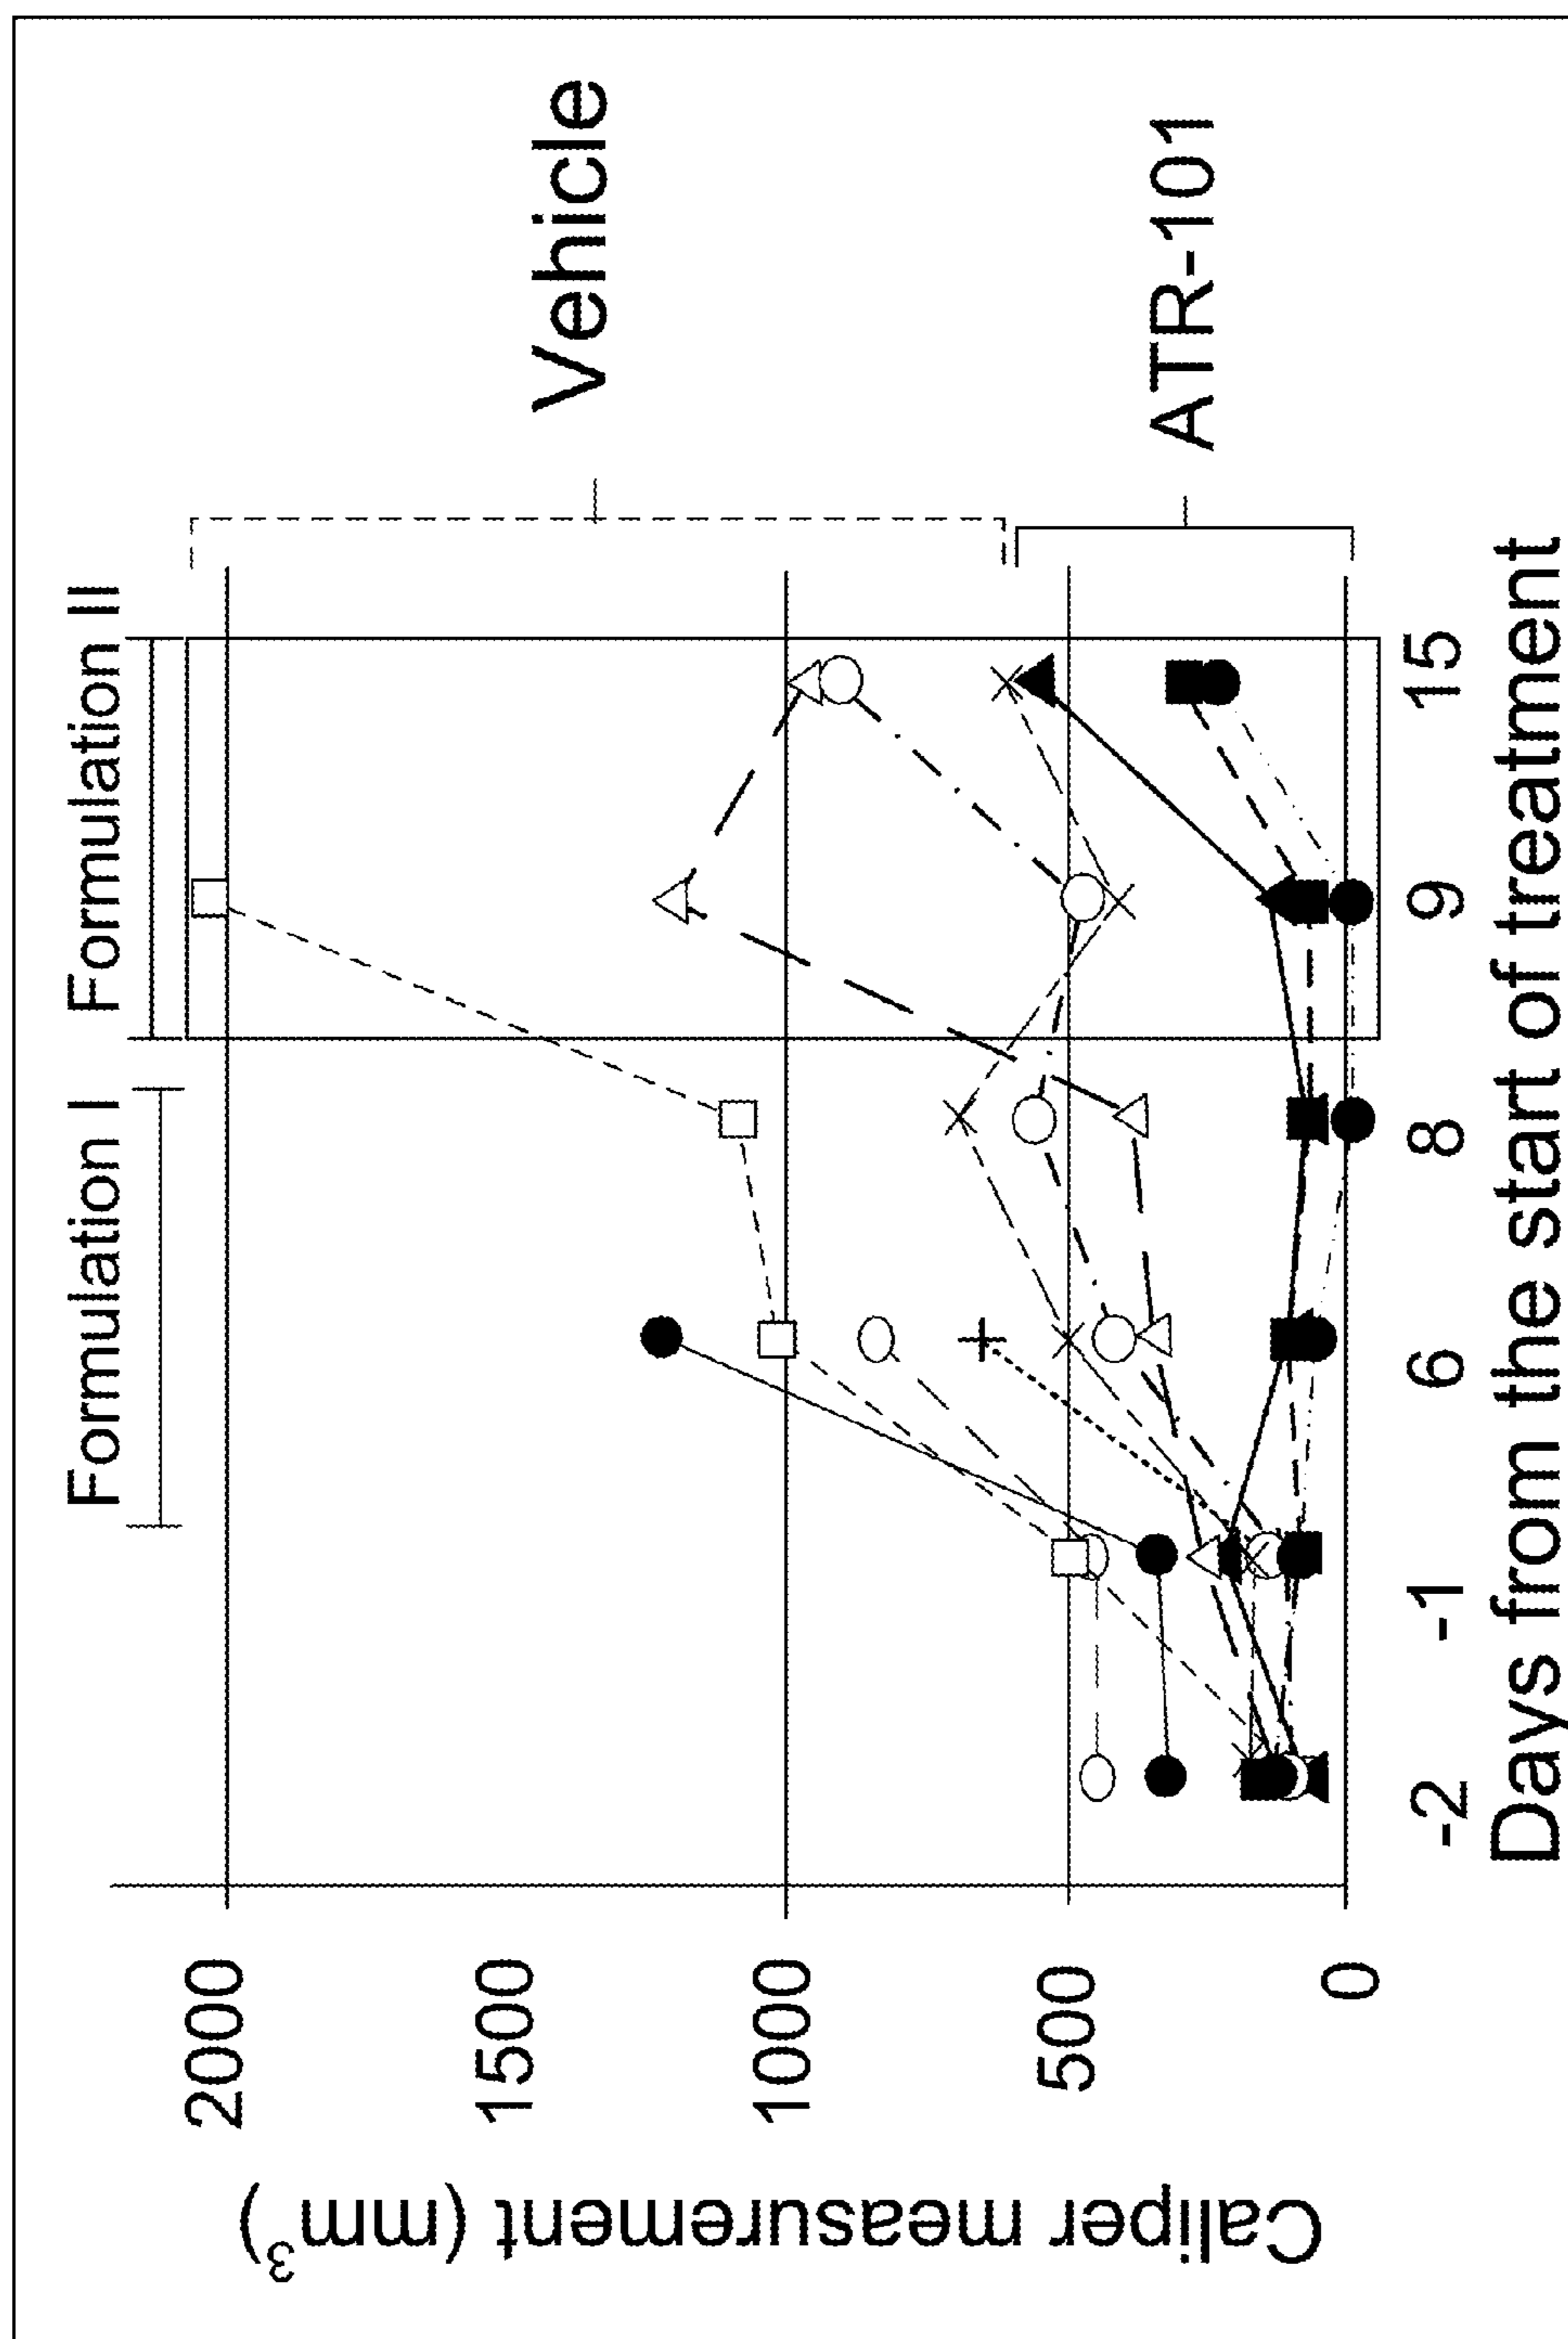 Formulation I
Formulation II
Vehicle
ATR-101
2000
1500
1000
500
0
Caliper measurement (mm³)
-2
-1
6
8
9
15
Days from the start of treatment